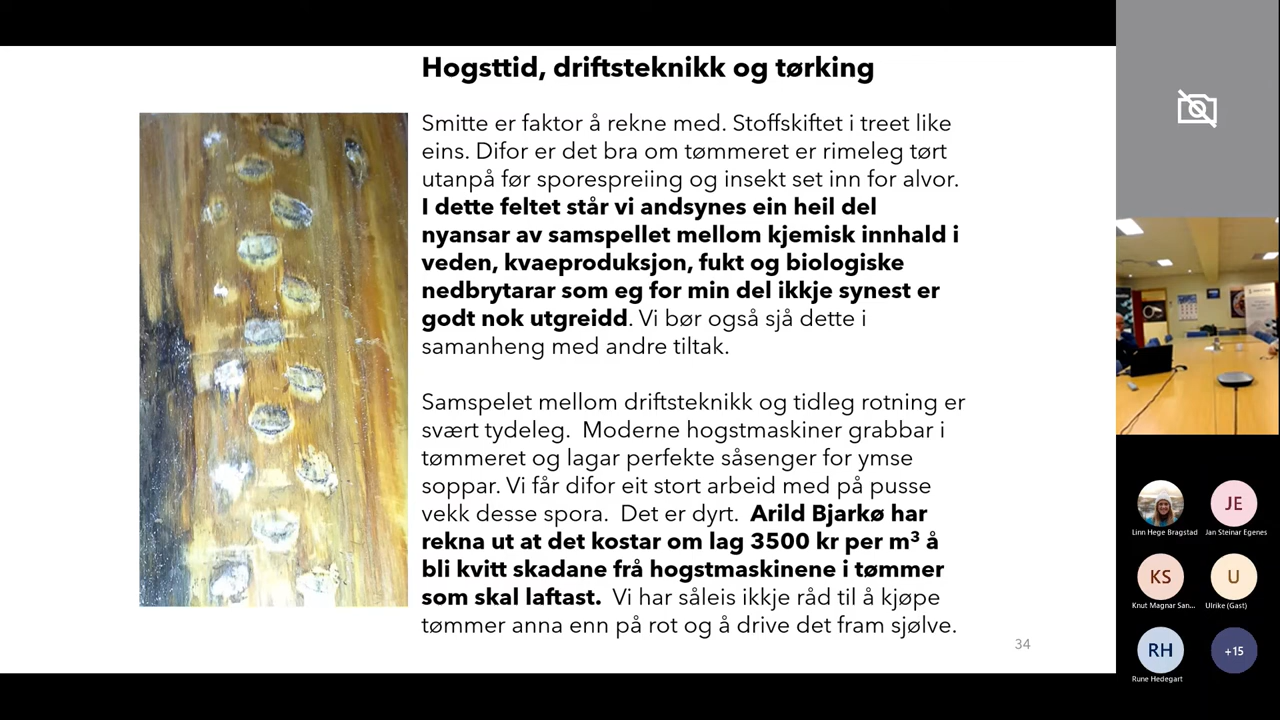 Hogsttid, driftsteknikk og tørking
Smitte er faktor å rekne med. Stoffskiftet i treet like
eins. Difor er det bra om tømmeret er rimeleg tørt
utanpå før sporespreiing og insekt set inn for alvor.
I dette feltet står vi andsynes ein heil del
nyansar av samspellet mellom kjemisk innhald i
veden, kvaeproduksjon, fukt og biologiske
nedbrytarar som eg for min del ikkje synest er
godt nok utgreidd. Vi bør også sjå dette i
samanheng med andre tiltak.
Samspelet mellom driftsteknikk og tidleg rotning er
svært tydeleg. Moderne hogstmaskiner grabbar i
tømmeret og lagar perfekte såsenger for ymse
soppar. Vi får difor eit stort arbeid med på pusse
vekk desse spora. Det er dyrt. Arild Bjarkø har
rekna ut at det kostar om lag 3500 kr per m³ å
bli kvitt skadane frå hogstmaskinene i tømmer
som skal laftast. Vi har såleis ikkje råd til å kjøpe
tømmer anna enn på rot og å drive det fram sjølve.
34
JE
Linn Hege Bragstad
Jan Steinar Egenes
KS
U
Knut Magnar San...
Ulrike (Gast)
RH
+15
Rune Hedegart